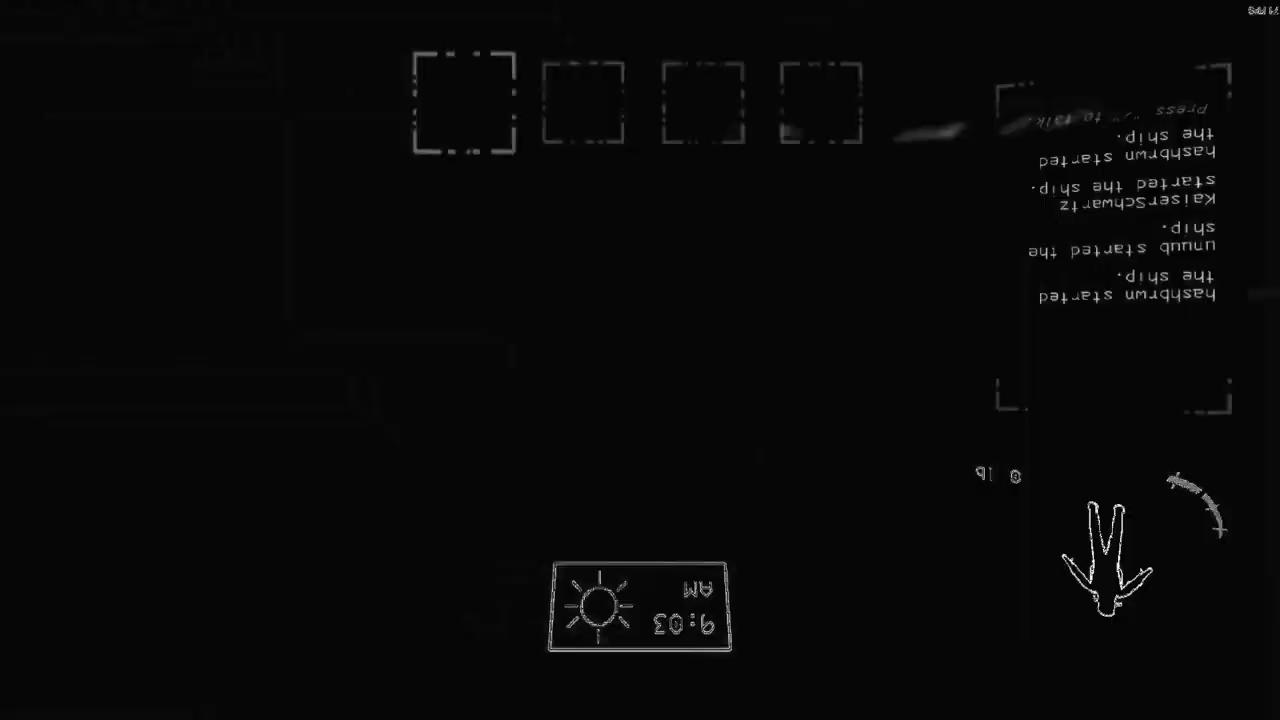 9:03
AM
0 lb
hashbrwn started
the ship.
unuub started the
ship.
KaiserSchwartz
started the ship.
hashbrwn started
the ship.
Press "/" to talk.